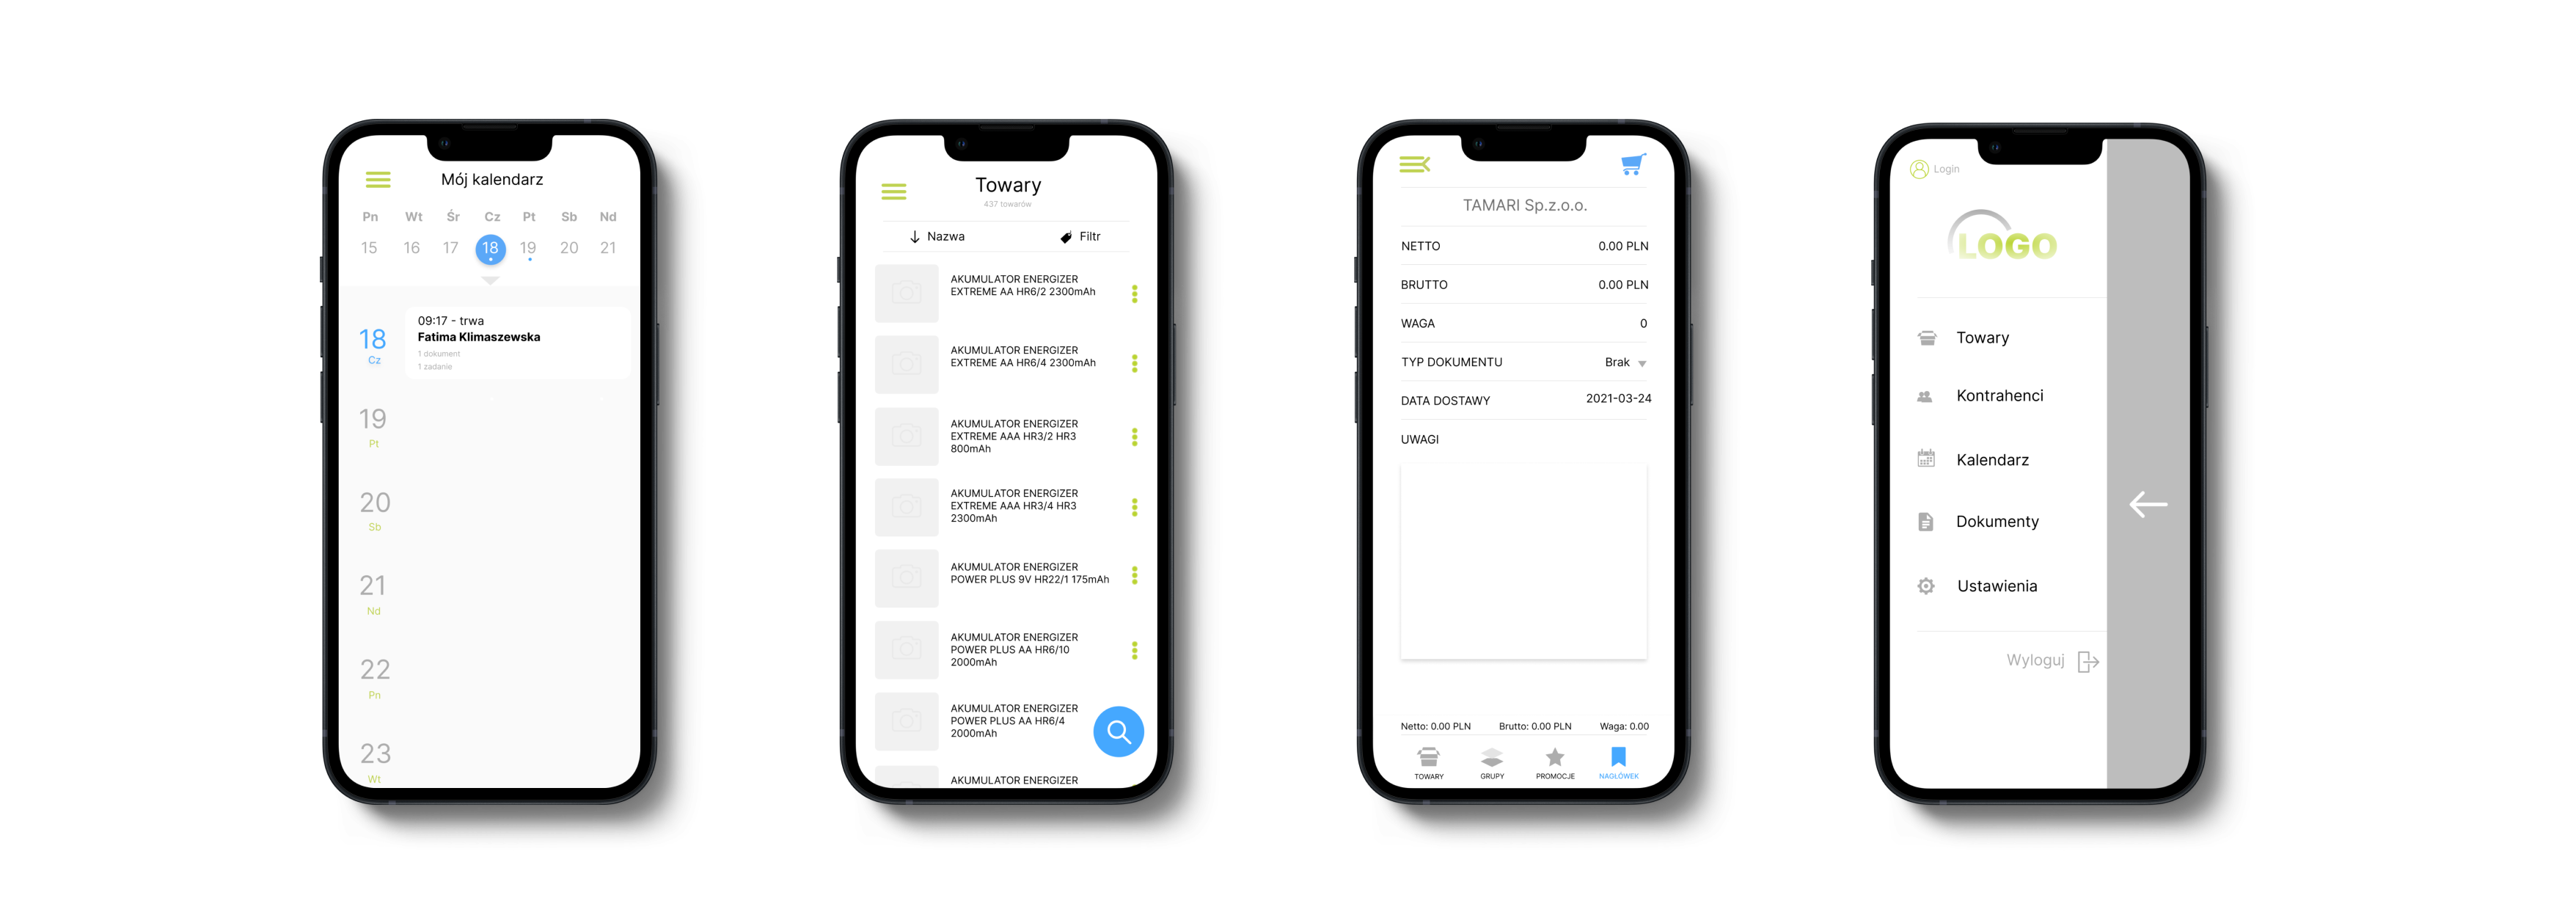 Mój kalendarz
Pn Wt Śr Cz Pt Sb Nd
15 16 17 18 19 20 21
18
Cz
09:17 - trwa
Fatima Klimaszewska
1 dokument
1 zadanie
19
Pt
20
Sb
21
Nd
22
Pn
23
Wt
Towary
437 towarów
Nazwa
Filtr
AKUMULATOR ENERGIZER
EXTREME AA HR6/2 2300mAh
AKUMULATOR ENERGIZER
EXTREME AA HR6/4 2300mAh
AKUMULATOR ENERGIZER
EXTREME AAA HR3/2 HR3
800mAh
AKUMULATOR ENERGIZER
EXTREME AAA HR3/4 HR3
2300mAh
AKUMULATOR ENERGIZER
POWER PLUS 9V HR22/1 175mAh
AKUMULATOR ENERGIZER
POWER PLUS AA HR6/10
2000mAh
AKUMULATOR ENERGIZER
POWER PLUS AA HR6/4
2000mAh
AKUMULATOR ENERGIZER
TAMARI Sp.z.o.o.
NETTO 0.00 PLN
BRUTTO 0.00 PLN
WAGA 0
TYP DOKUMENTU Brak
DATA DOSTAWY 2021-03-24
UWAGI
Netto: 0.00 PLN Brutto: 0.00 PLN Waga: 0.00
TOWARY GRUPY PROMOCJE NAGŁÓWEK
Login
LOGO
Towary
Kontrahenci
Kalendarz
Dokumenty
Ustawienia
Wyloguj